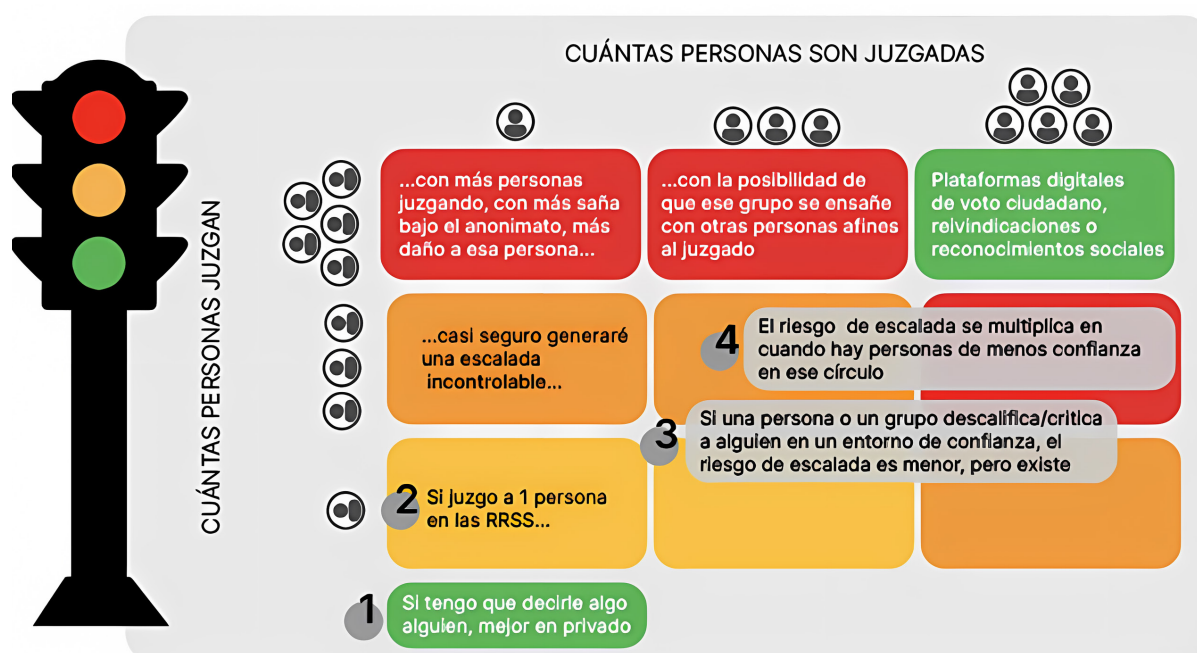 CUÁNTAS PERSONAS SON JUZGADAS
CUÁNTAS PERSONAS JUZGAN
...con más personas
juzgando, con más saña
bajo el anonimato, más
daño a esa persona...
...con la posibilidad de
que ese grupo se ensañe
con otras personas afines
al juzgado
Plataformas digitales
de voto ciudadano,
reivindicaciones o
reconocimientos sociales
...casi seguro generaré
una escalada
incontrolable...
4
El riesgo de escalada se multiplica en
cuando hay personas de menos confianza
en ese círculo
3
Si una persona o un grupo descalifica/critica
a alguien en un entorno de confianza, el
riesgo de escalada es menor, pero existe
2
Si juzgo a 1 persona
en las RRSS...
1
Si tengo que decirle algo
alguien, mejor en privado